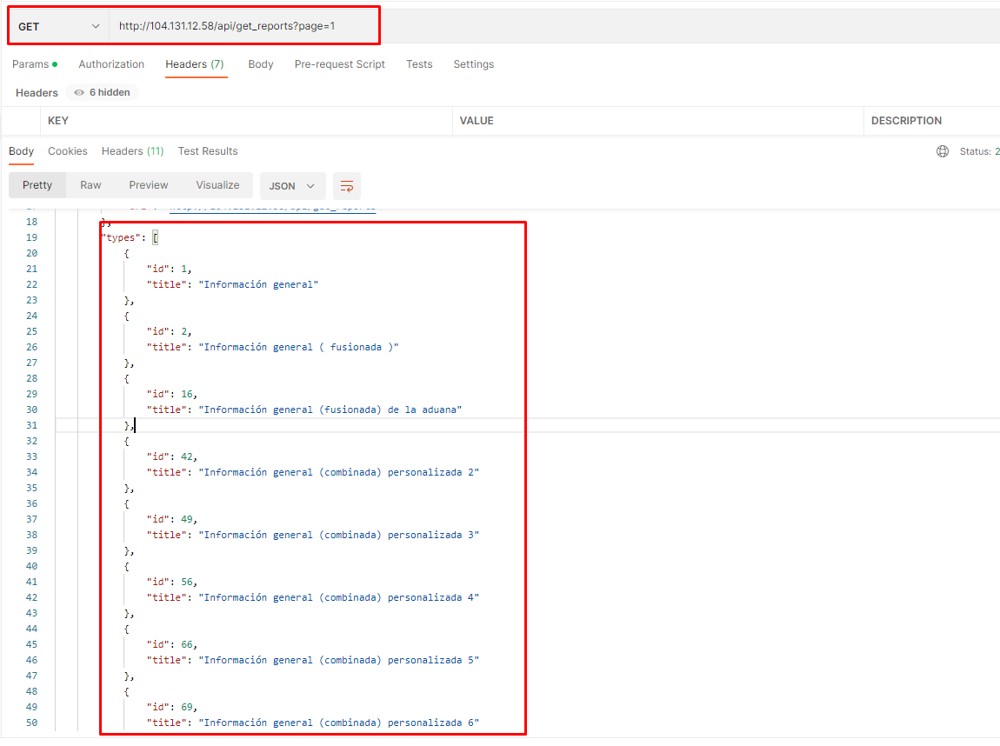 GET http://104.131.12.58/api/get_reports?page=1
Params Authorization Headers (7) Body Pre-request Script Tests Settings
Headers 6 hidden
KEY VALUE DESCRIPTION
Body Cookies Headers (11) Test Results Status: 2
Pretty Raw Preview Visualize JSON
18 },
19 "types": [
20 {
21 "id": 1,
22 "title": "Información general"
23 },
24 {
25 "id": 2,
26 "title": "Información general ( fusionada )"
27 },
28 {
29 "id": 16,
30 "title": "Información general (fusionada) de la aduana"
31 },
32 {
33 "id": 42,
34 "title": "Información general (combinada) personalizada 2"
35 },
36 {
37 "id": 49,
38 "title": "Información general (combinada) personalizada 3"
39 },
40 {
41 "id": 56,
42 "title": "Información general (combinada) personalizada 4"
43 },
44 {
45 "id": 66,
46 "title": "Información general (combinada) personalizada 5"
47 },
48 {
49 "id": 69,
50 "title": "Información general (combinada) personalizada 6"